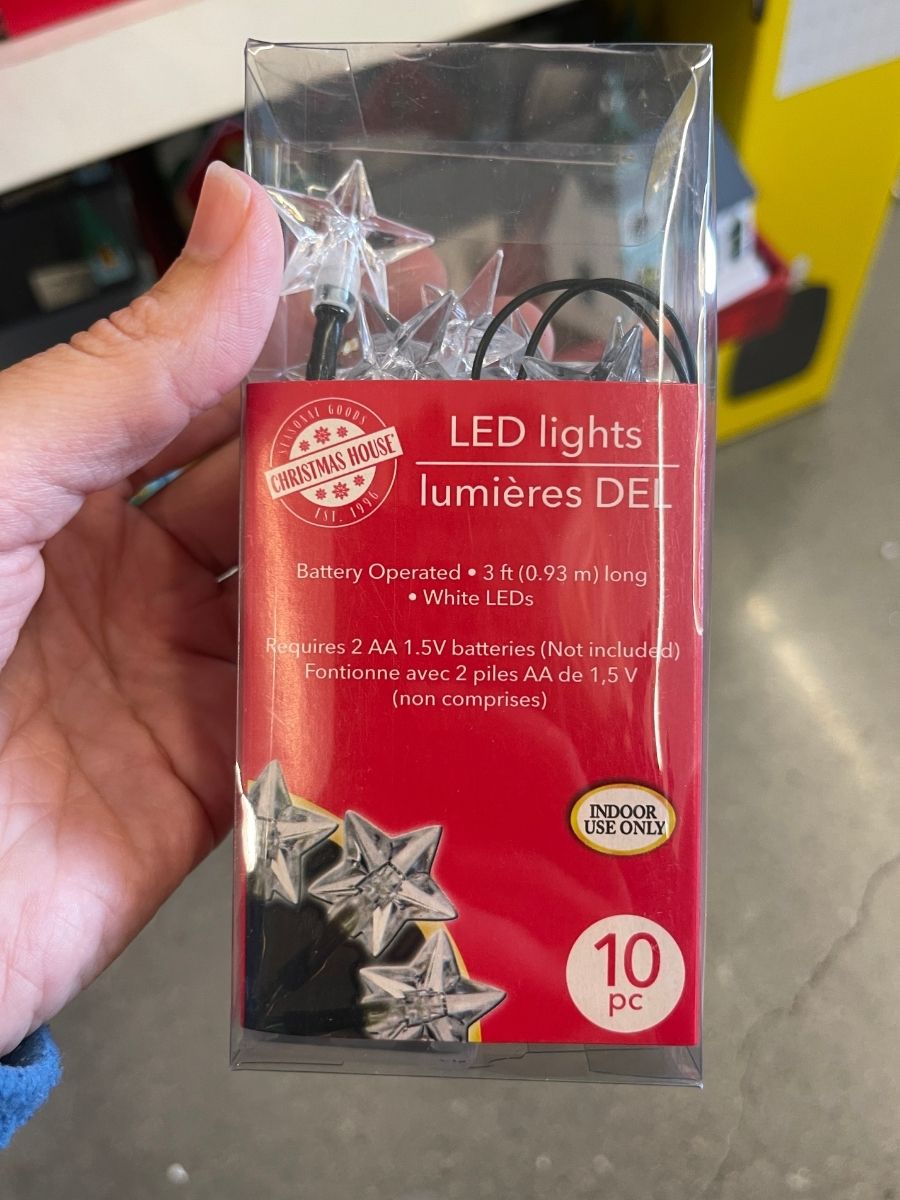 SEASONAL GOODS
CHRISTMAS HOUSE®
EST. 1996
LED lights
lumières DEL
Battery Operated • 3 ft (0.93 m) long
• White LEDs
Requires 2 AA 1.5V batteries (Not included)
Fontionne avec 2 piles AA de 1,5 V
(non comprises)
INDOOR
USE ONLY
10
pc